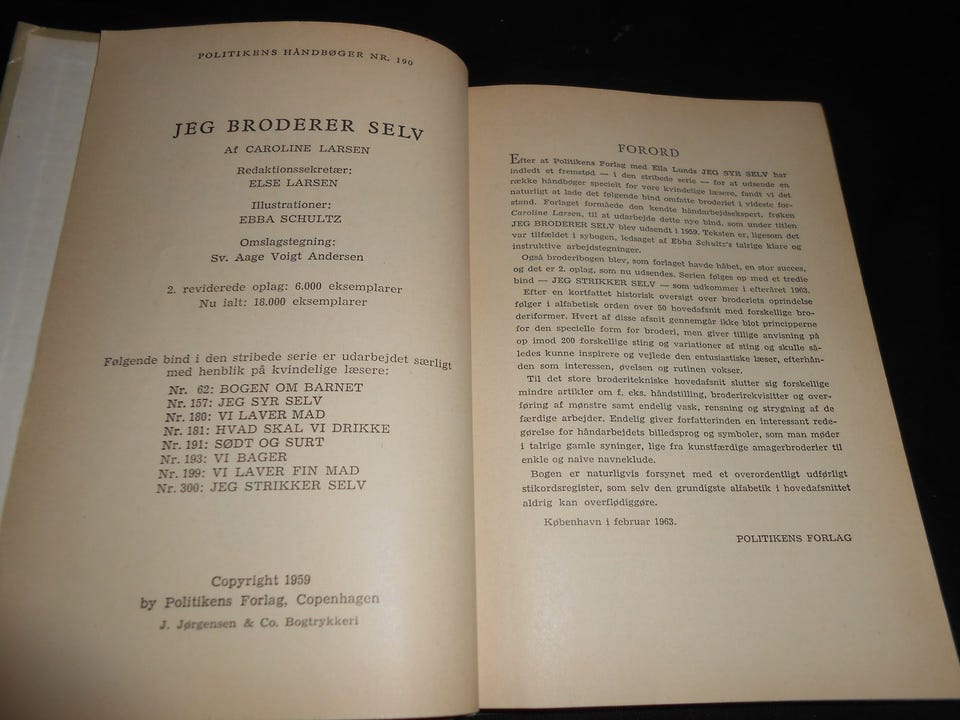 POLITIKENS HÅNDBØGER NR. 190
JEG BRODERER SELV
Af CAROLINE LARSEN
Redaktionssekretær:
ELSE LARSEN
Illustrationer:
EBBA SCHULTZ
Omslagstegning:
Sv. Aage Voigt Andersen
2. reviderede oplag: 6.000 eksemplarer
Nu ialt: 18.000 eksemplarer
Følgende bind i den stribede serie er udarbejdet særligt
med henblik på kvindelige læsere:
Nr. 62: BOGEN OM BARNET
Nr. 157: JEG SYR SELV
Nr. 180: VI LAVER MAD
Nr. 181: HVAD SKAL VI DRIKKE
Nr. 191: SØDT OG SURT
Nr. 193: VI BAGER
Nr. 199: VI LAVER FIN MAD
Nr. 300: JEG STRIKKER SELV
Copyright 1959
by Politikens Forlag, Copenhagen
J. Jørgensen & Co. Bogtrykkeri
FORORD
Efter at Politikens Forlag med Ella Lunds JEG SYR SELV har
indledt et fremstød — i den stribede serie — for at udsende en
række håndbøger specielt for vore kvindelige læsere, fandt vi det
naturligt at lade det følgende bind omfatte broderiet i videste for-
stand. Forlaget formåede den kendte håndarbejdsekspert, frøken
Caroline Larsen, til at udarbejde dette nye bind, som under titlen
JEG BRODERER SELV blev udsendt i 1959. Teksten er, ligesom det
var tilfældet i sybogen, ledsaget af Ebba Schultz's talrige klare og
instruktive arbejdstegninger.
Også broderibogen blev, som forlaget havde håbet, en stor succes,
og det er 2. oplag, som nu udsendes. Serien følges op med et tredie
bind — JEG STRIKKER SELV — som udkommer i efteråret 1963.
Efter en kortfattet historisk oversigt over broderiets oprindelse
følger i alfabetisk orden over 50 hovedafsnit med forskellige bro-
deriformer. Hvert af disse afsnit gennemgår ikke blot principperne
for den specielle form for broderi, men giver tillige anvisning på
op imod 200 forskellige sting og variationer af sting og skulle så-
ledes kunne inspirere og vejlede den entusiastiske læser, efterhån-
den som interessen, øvelsen og rutinen vokser.
Til det store broderitekniske hovedafsnit slutter sig forskellige
mindre artikler om f. eks. håndstilling, broderirekvisitter og over-
føring af mønstre samt endelig vask, rensning og strygning af de
færdige arbejder. Endelig giver forfatterinden en interessant rede-
gørelse for håndarbejdets billedsprog og symboler, som man møder
i talrige gamle syninger, lige fra kunstfærdige amagerbroderier til
enkle og naive navneklude.
Bogen er naturligvis forsynet med et overordentligt udførligt
stikordsregister, som selv den grundigste alfabetik i hovedafsnittet
aldrig kan overflødiggøre.
København i februar 1963.
POLITIKENS FORLAG